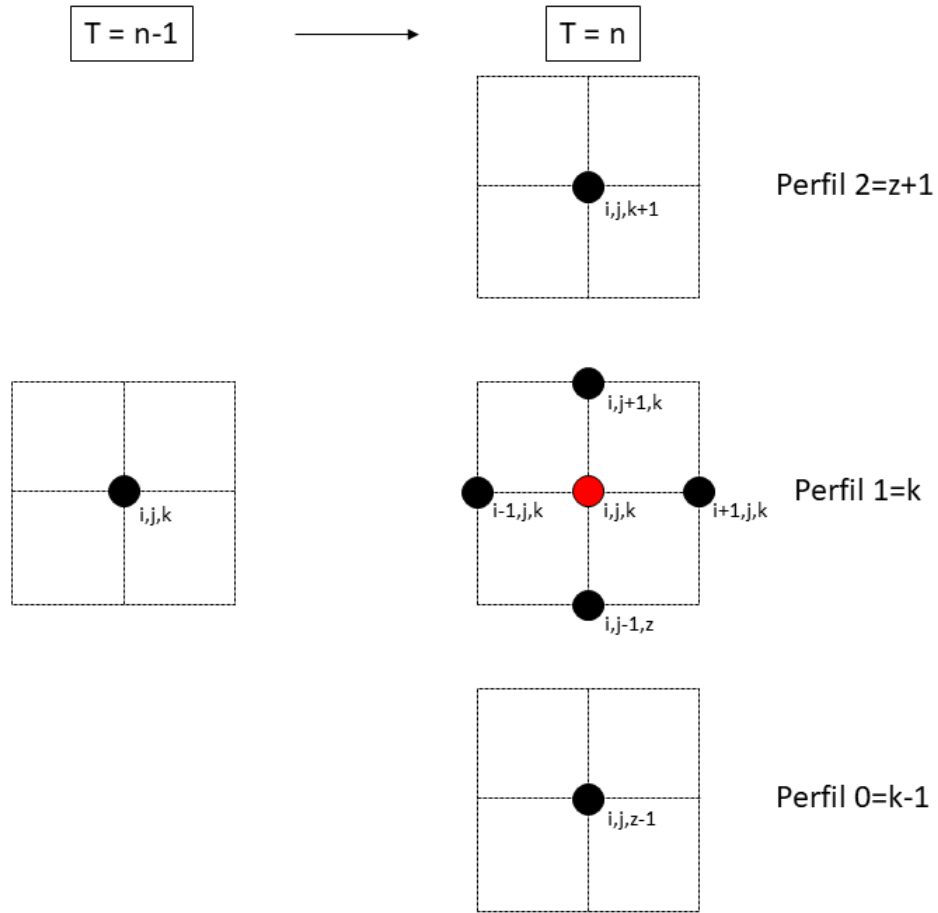 T = n-1
T = n
i,j,k+1
Perfil 2=z+1
i,j,k
i,j+1,k
i-1,j,k
i,j,k
i+1,j,k
Perfil 1=k
i,j-1,z
i,j,z-1
Perfil 0=k-1